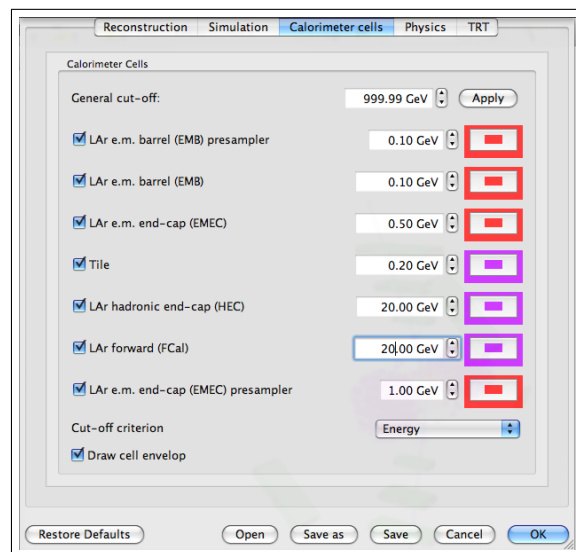 Reconstruction Simulation Calorimeter cells Physics TRT
Calorimeter Cells
General cut-off: 999.99 GeV Apply
LAr e.m. barrel (EMB) presampler 0.10 GeV
LAr e.m. barrel (EMB) 0.10 GeV
LAr e.m. end-cap (EMEC) 0.50 GeV
Tile 0.20 GeV
LAr hadronic end-cap (HEC) 20.00 GeV
LAr forward (FCal) 20.00 GeV
LAr e.m. end-cap (EMEC) presampler 1.00 GeV
Cut-off criterion Energy
Draw cell envelop
Restore Defaults Open Save as Save Cancel OK